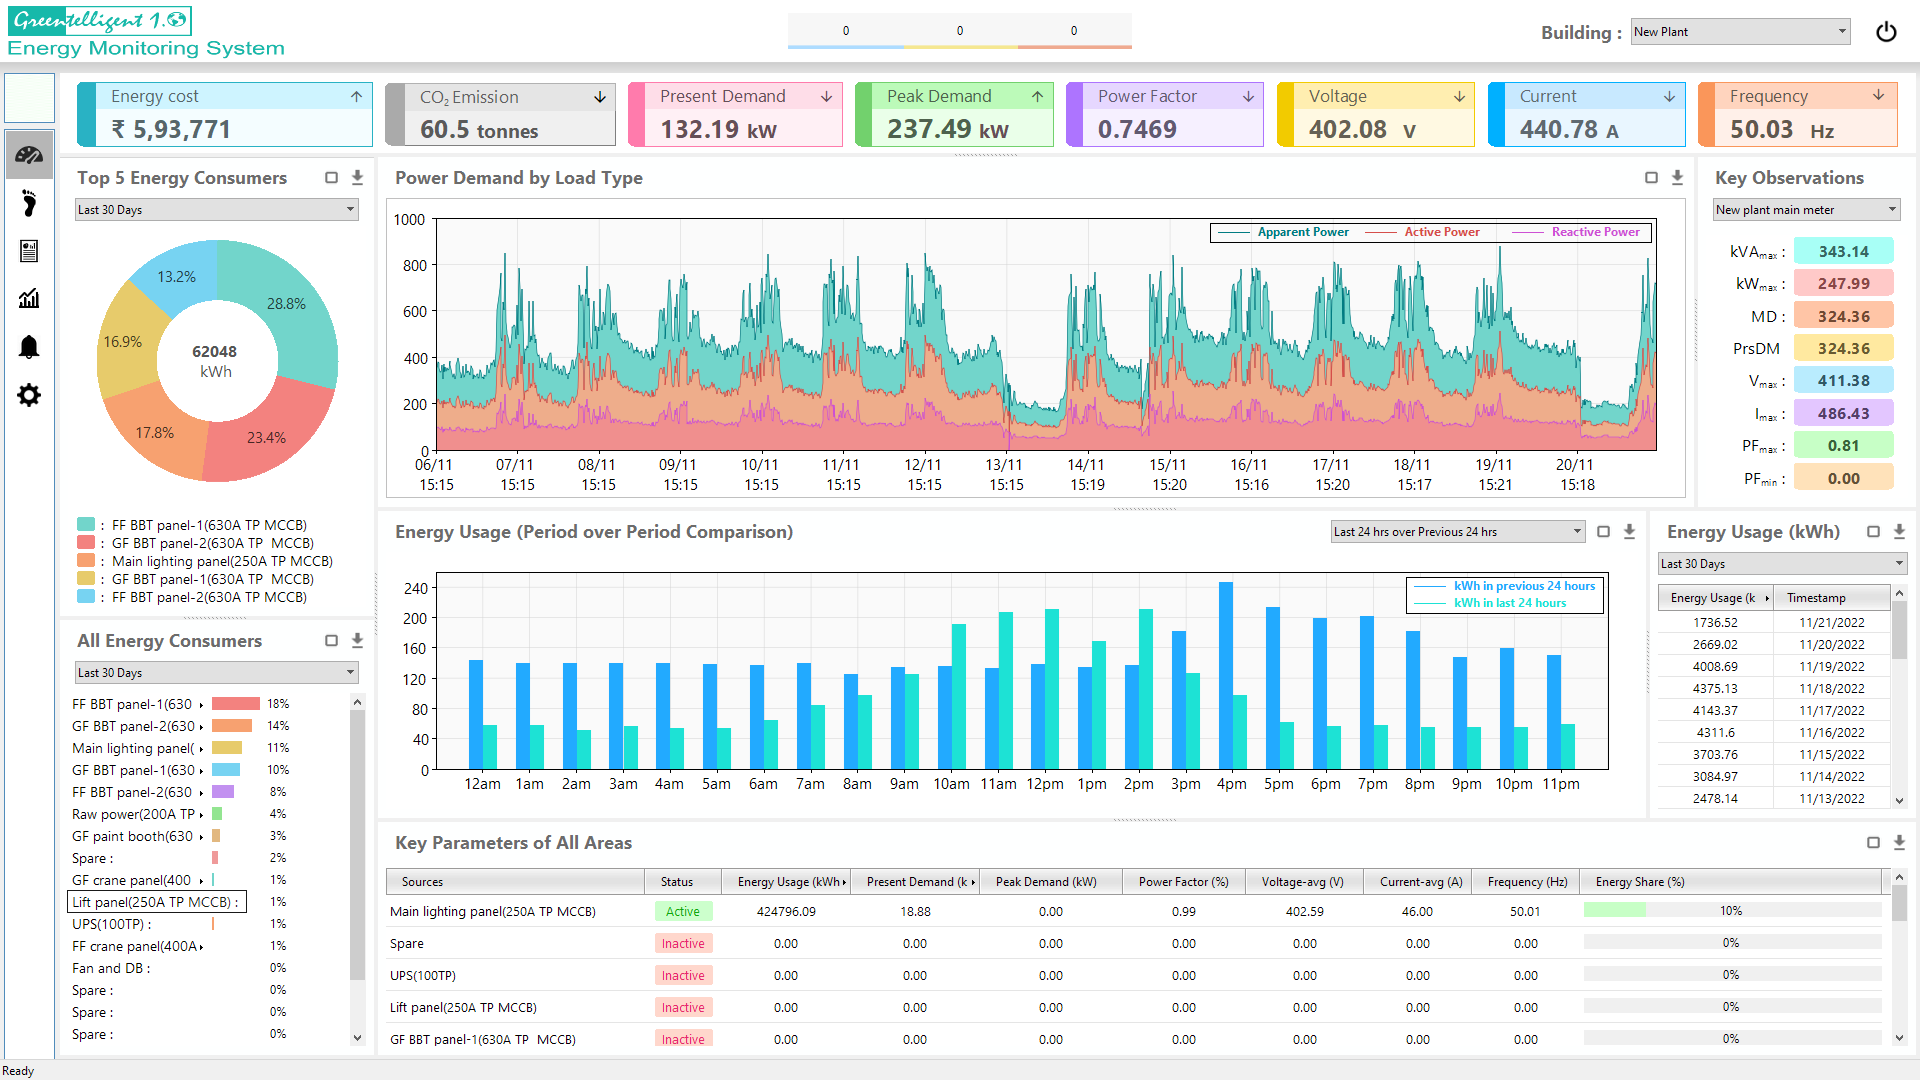 Greentelligent 1.0
Energy Monitoring System
0 0 0
Building : New Plant
Energy cost
₹ 5,93,771
CO₂ Emission
60.5 tonnes
Present Demand
132.19 kW
Peak Demand
237.49 kW
Power Factor
0.7469
Voltage
402.08 V
Current
440.78 A
Frequency
50.03 Hz
Top 5 Energy Consumers
Last 30 Days
28.8%
23.4%
17.8%
16.9%
13.2%
62048
kWh
: FF BBT panel-1(630A TP MCCB)
: GF BBT panel-2(630A TP MCCB)
: Main lighting panel(250A TP MCCB)
: GF BBT panel-1(630A TP MCCB)
: FF BBT panel-2(630A TP MCCB)
All Energy Consumers
Last 30 Days
FF BBT panel-1(630 18%
GF BBT panel-2(630 14%
Main lighting panel( 11%
GF BBT panel-1(630 10%
FF BBT panel-2(630 8%
Raw power(200A TP 4%
GF paint booth(630 3%
Spare : 2%
GF crane panel(400 1%
Lift panel(250A TP MCCB) : 1%
UPS(100TP) : 1%
FF crane panel(400A 1%
Fan and DB : 0%
Spare : 0%
Spare : 0%
Spare : 0%
Power Demand by Load Type
Apparent Power Active Power Reactive Power
1000
800
600
400
200
0
06/11 07/11 08/11 09/11 10/11 11/11 12/11 13/11 14/11 15/11 16/11 17/11 18/11 19/11 20/11
15:15 15:15 15:15 15:15 15:15 15:15 15:15 15:15 15:19 15:20 15:16 15:20 15:17 15:21 15:18
Key Observations
New plant main meter
kVAmax : 343.14
kWmax : 247.99
MD : 324.36
PrsDM 324.36
Vmax : 411.38
Imax : 486.43
PFmax : 0.81
PFmin : 0.00
Energy Usage (Period over Period Comparison)
Last 24 hrs over Previous 24 hrs
kWh in previous 24 hours
kWh in last 24 hours
240
200
160
120
80
40
0
12am 1am 2am 3am 4am 5am 6am 7am 8am 9am 10am 11am 12pm 1pm 2pm 3pm 4pm 5pm 6pm 7pm 8pm 9pm 10pm 11pm
Energy Usage (kWh)
Last 30 Days
Energy Usage (k Timestamp
1736.52 11/21/2022
2669.02 11/20/2022
4008.69 11/19/2022
4375.13 11/18/2022
4143.37 11/17/2022
4311.6 11/16/2022
3703.76 11/15/2022
3084.97 11/14/2022
2478.14 11/13/2022
Key Parameters of All Areas
Sources Status Energy Usage (kWh Present Demand (k Peak Demand (kW) Power Factor (%) Voltage-avg (V) Current-avg (A) Frequency (Hz) Energy Share (%)
Main lighting panel(250A TP MCCB) Active 424796.09 18.88 0.00 0.99 402.59 46.00 50.01 10%
Spare Inactive 0.00 0.00 0.00 0.00 0.00 0.00 0.00 0%
UPS(100TP) Inactive 0.00 0.00 0.00 0.00 0.00 0.00 0.00 0%
Lift panel(250A TP MCCB) Inactive 0.00 0.00 0.00 0.00 0.00 0.00 0.00 0%
GF BBT panel-1(630A TP MCCB) Inactive 0.00 0.00 0.00 0.00 0.00 0.00 0.00 0%
Ready